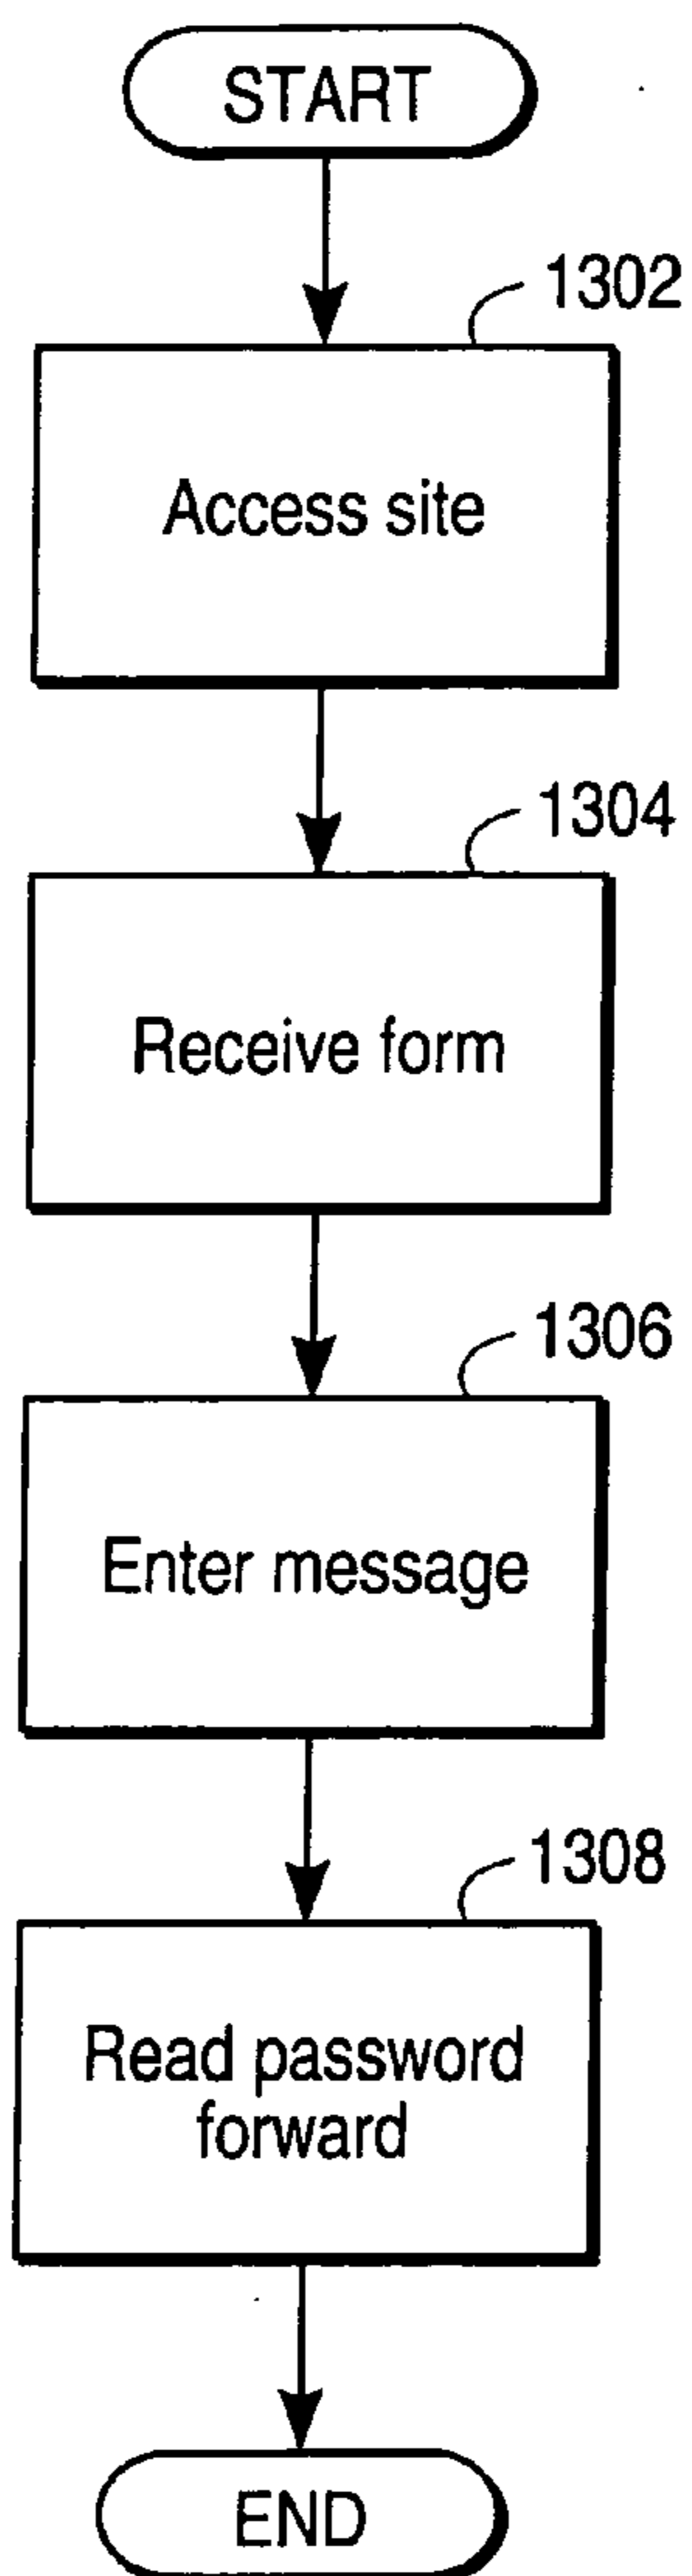 START
1302
Access site
1304
Receive form
1306
Enter message
1308
Read password
forward
END